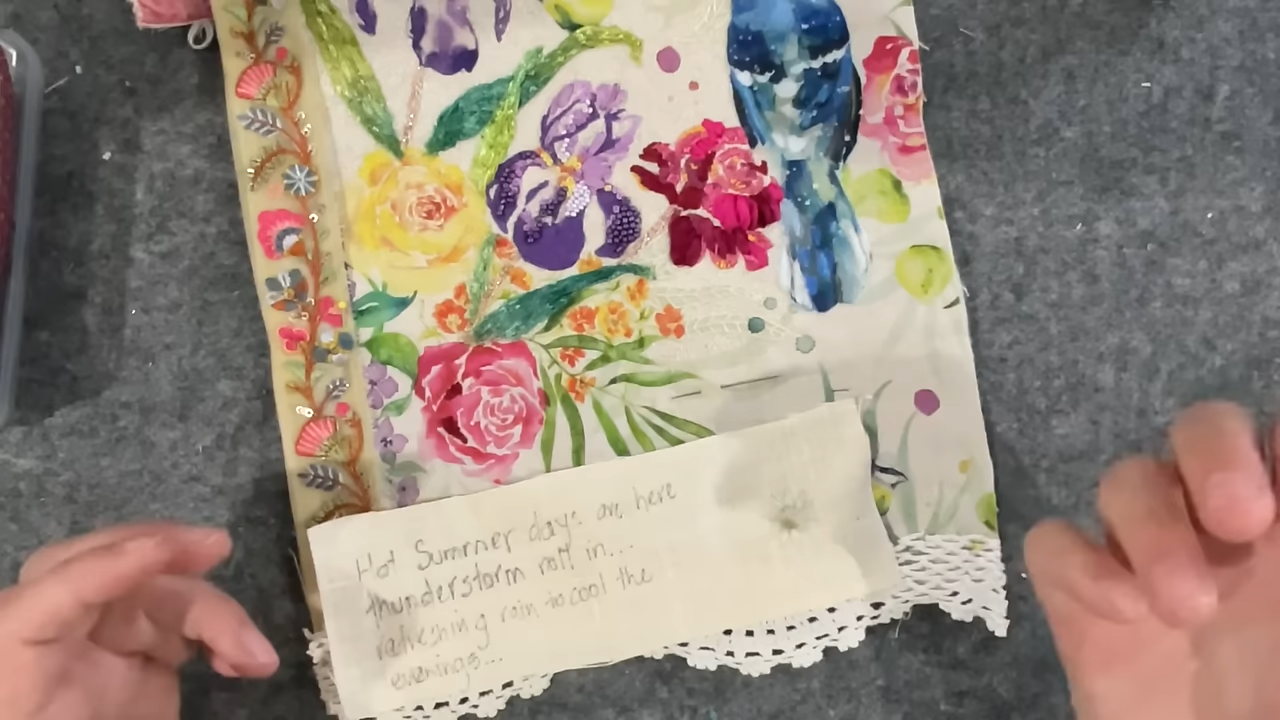 Hot Summer days are here
thunderstorm roll in...
refreshing rain to cool the
evenings...